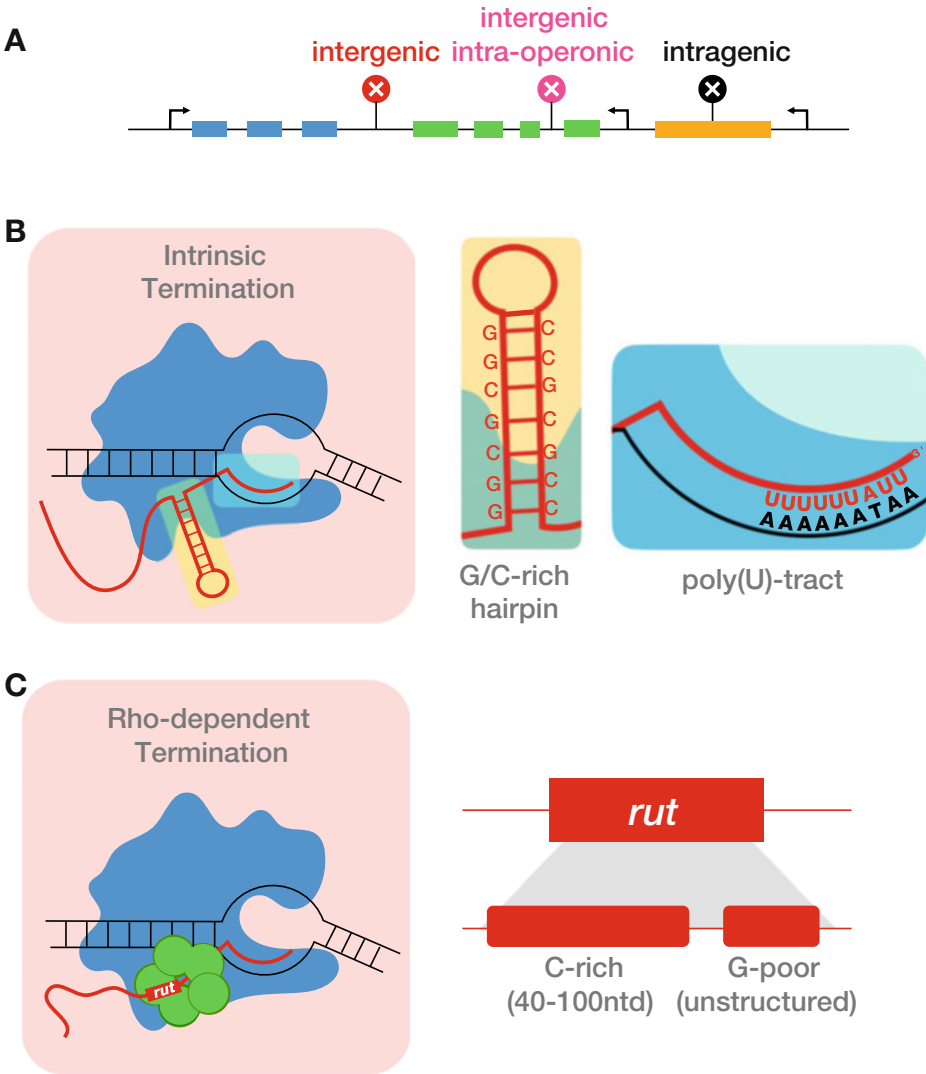 A
intergenic
intergenic
intra-operonic
intragenic
B
Intrinsic
Termination
G C
G C
C G
G C
C G
G C
G C
G/C-rich
hairpin
3'
UUUUUUAUU
AAAAAATAA
poly(U)-tract
C
Rho-dependent
Termination
rut
rut
C-rich
(40-100ntd)
G-poor
(unstructured)